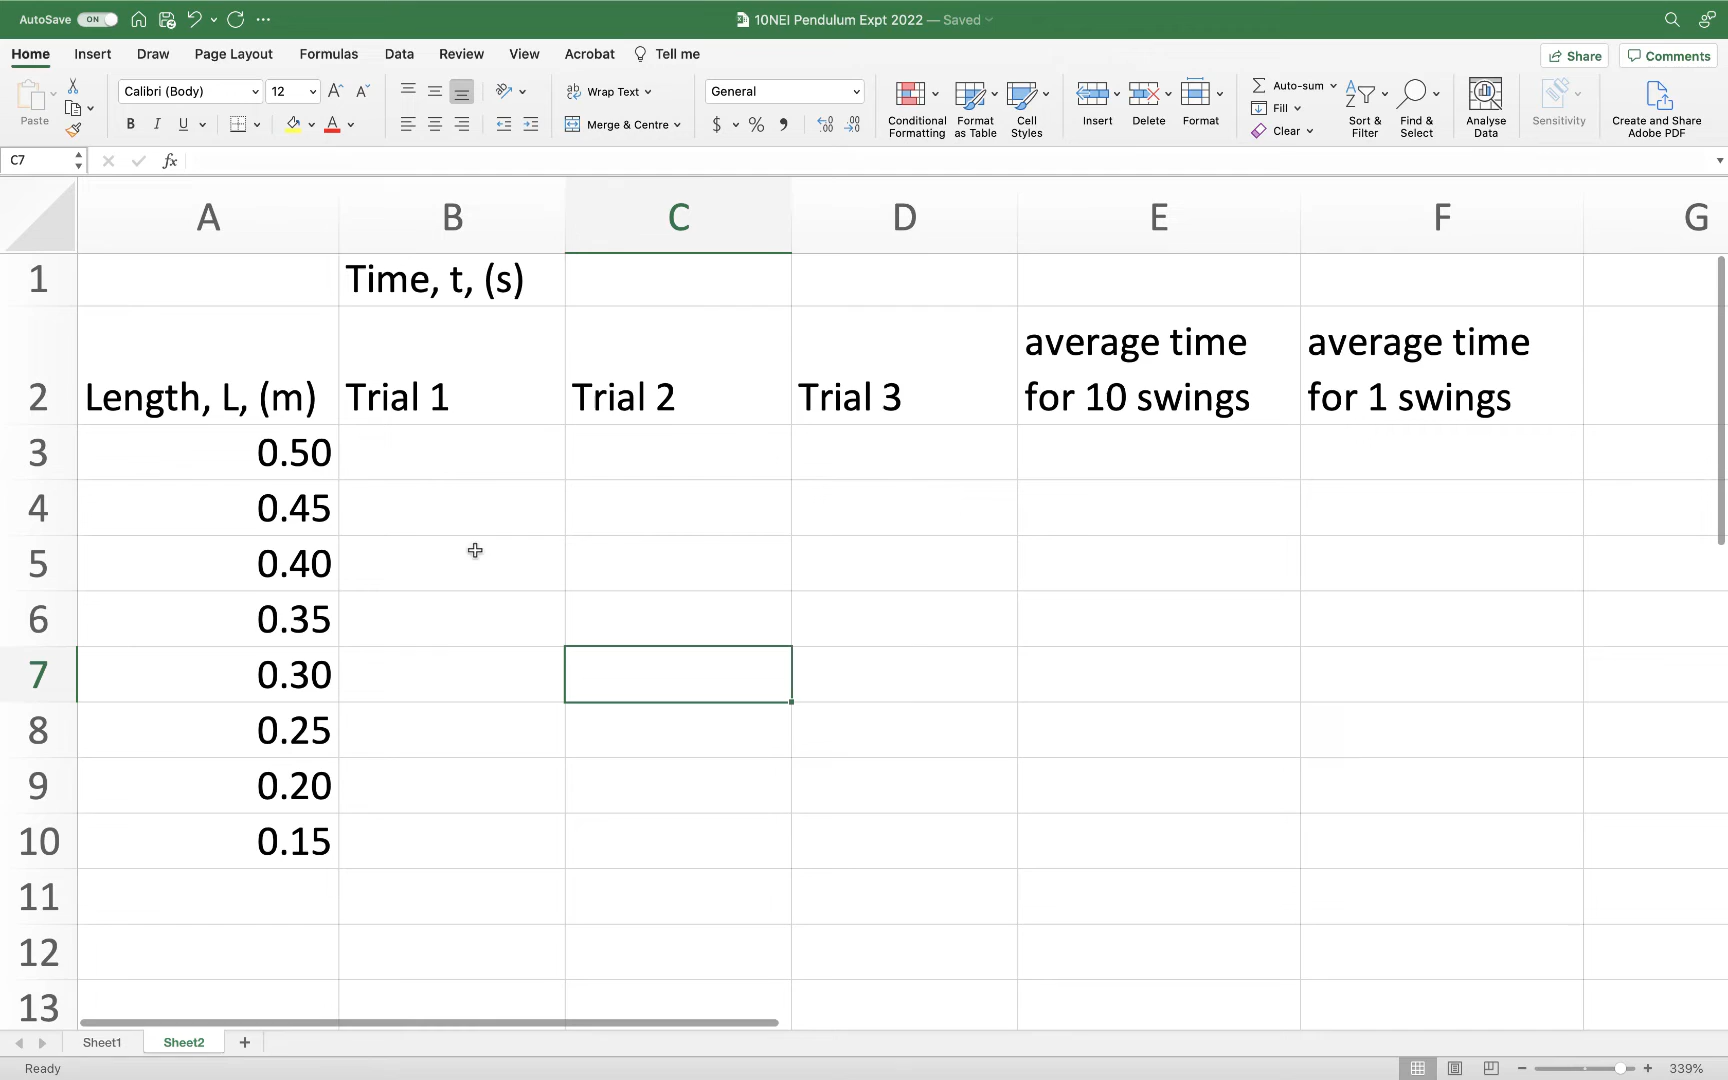 AutoSave ON 10NEI Pendulum Expt 2022 — Saved
Home Insert Draw Page Layout Formulas Data Review View Acrobat Tell me Share Comments
Paste
Calibri (Body) 12
B I U
Wrap Text
Merge & Centre
General
$ % 9
Conditional Formatting
Format as Table
Cell Styles
Insert
Delete
Format
Auto-sum
Fill
Clear
Sort & Filter
Find & Select
Analyse Data
Sensitivity
Create and Share Adobe PDF
C7 fx
A B C D E F G
1 Time, t, (s)
average time average time
2 Length, L, (m) Trial 1 Trial 2 Trial 3 for 10 swings for 1 swings
3 0.50
4 0.45
5 0.40
6 0.35
7 0.30
8 0.25
9 0.20
10 0.15
11
12
13
Sheet1 Sheet2 +
Ready 339%